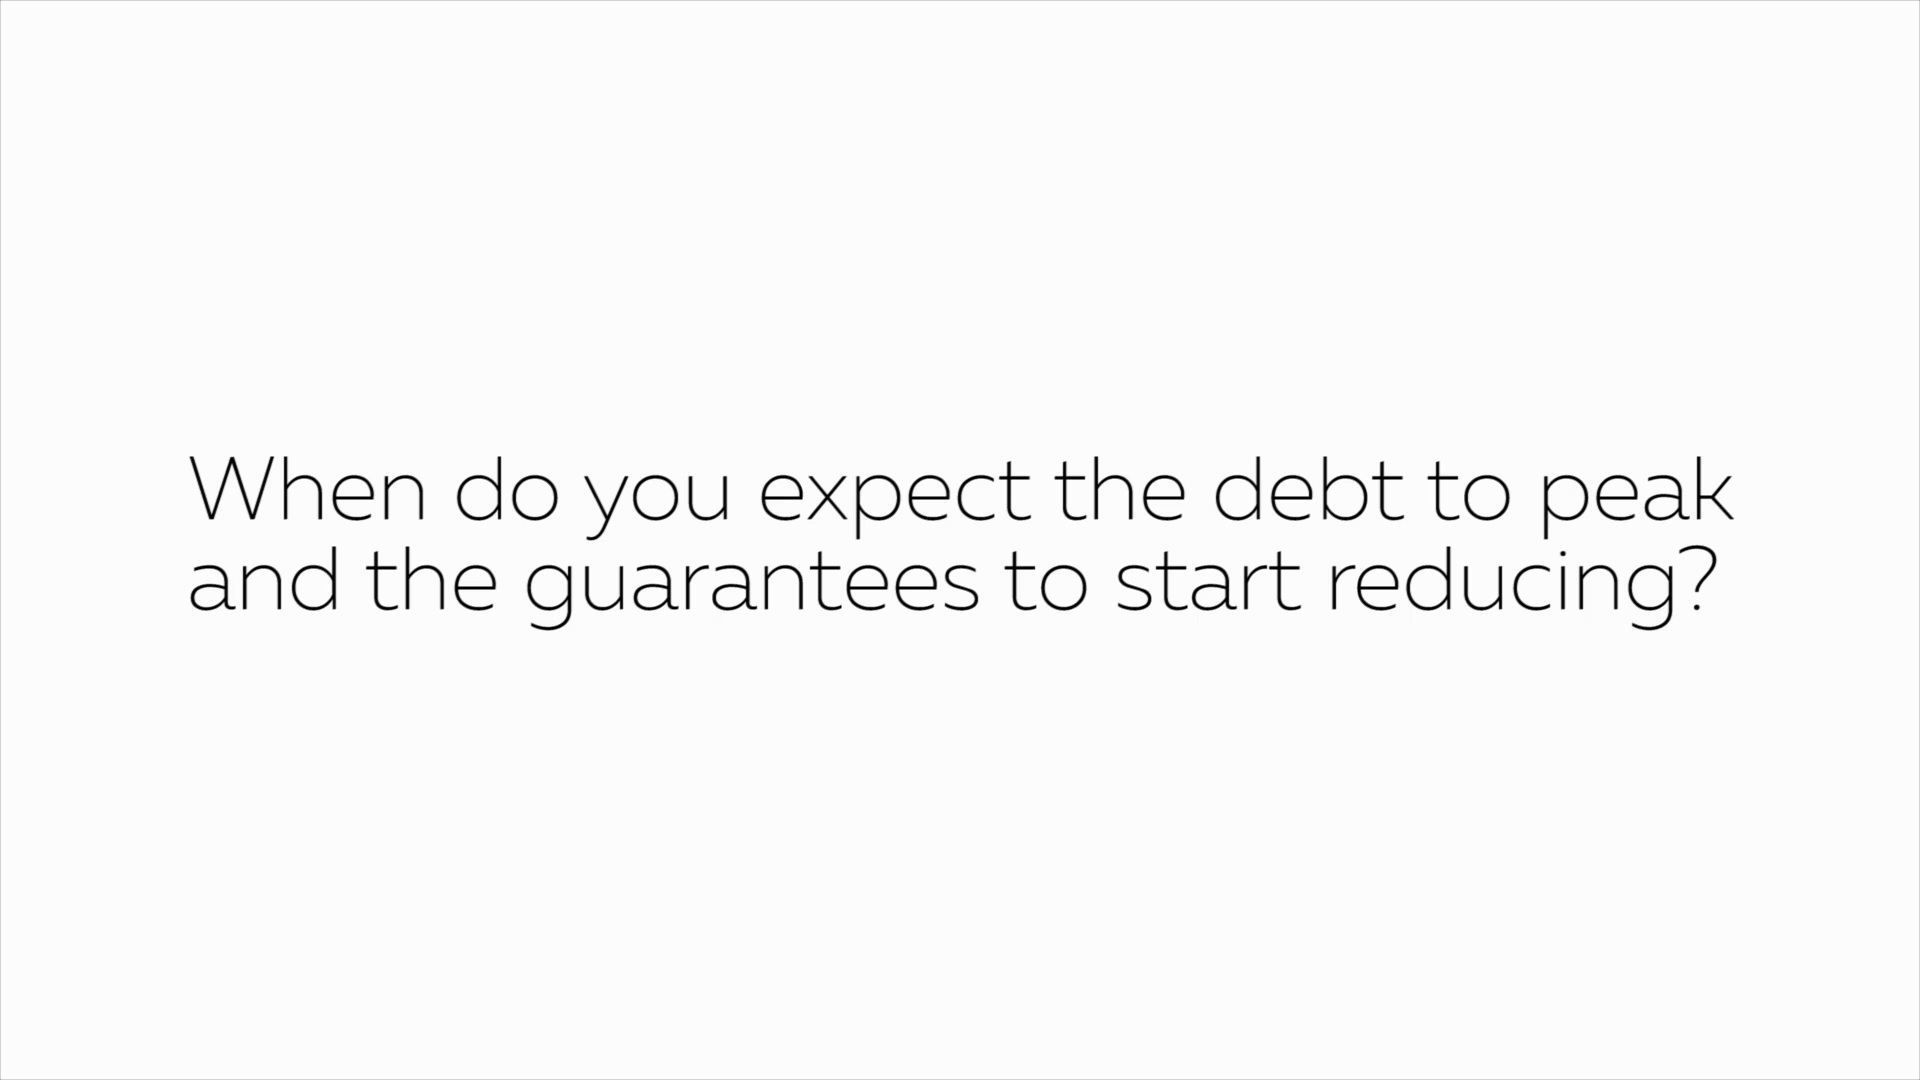 When do you expect the debt to peak
and the guarantees to start reducing?